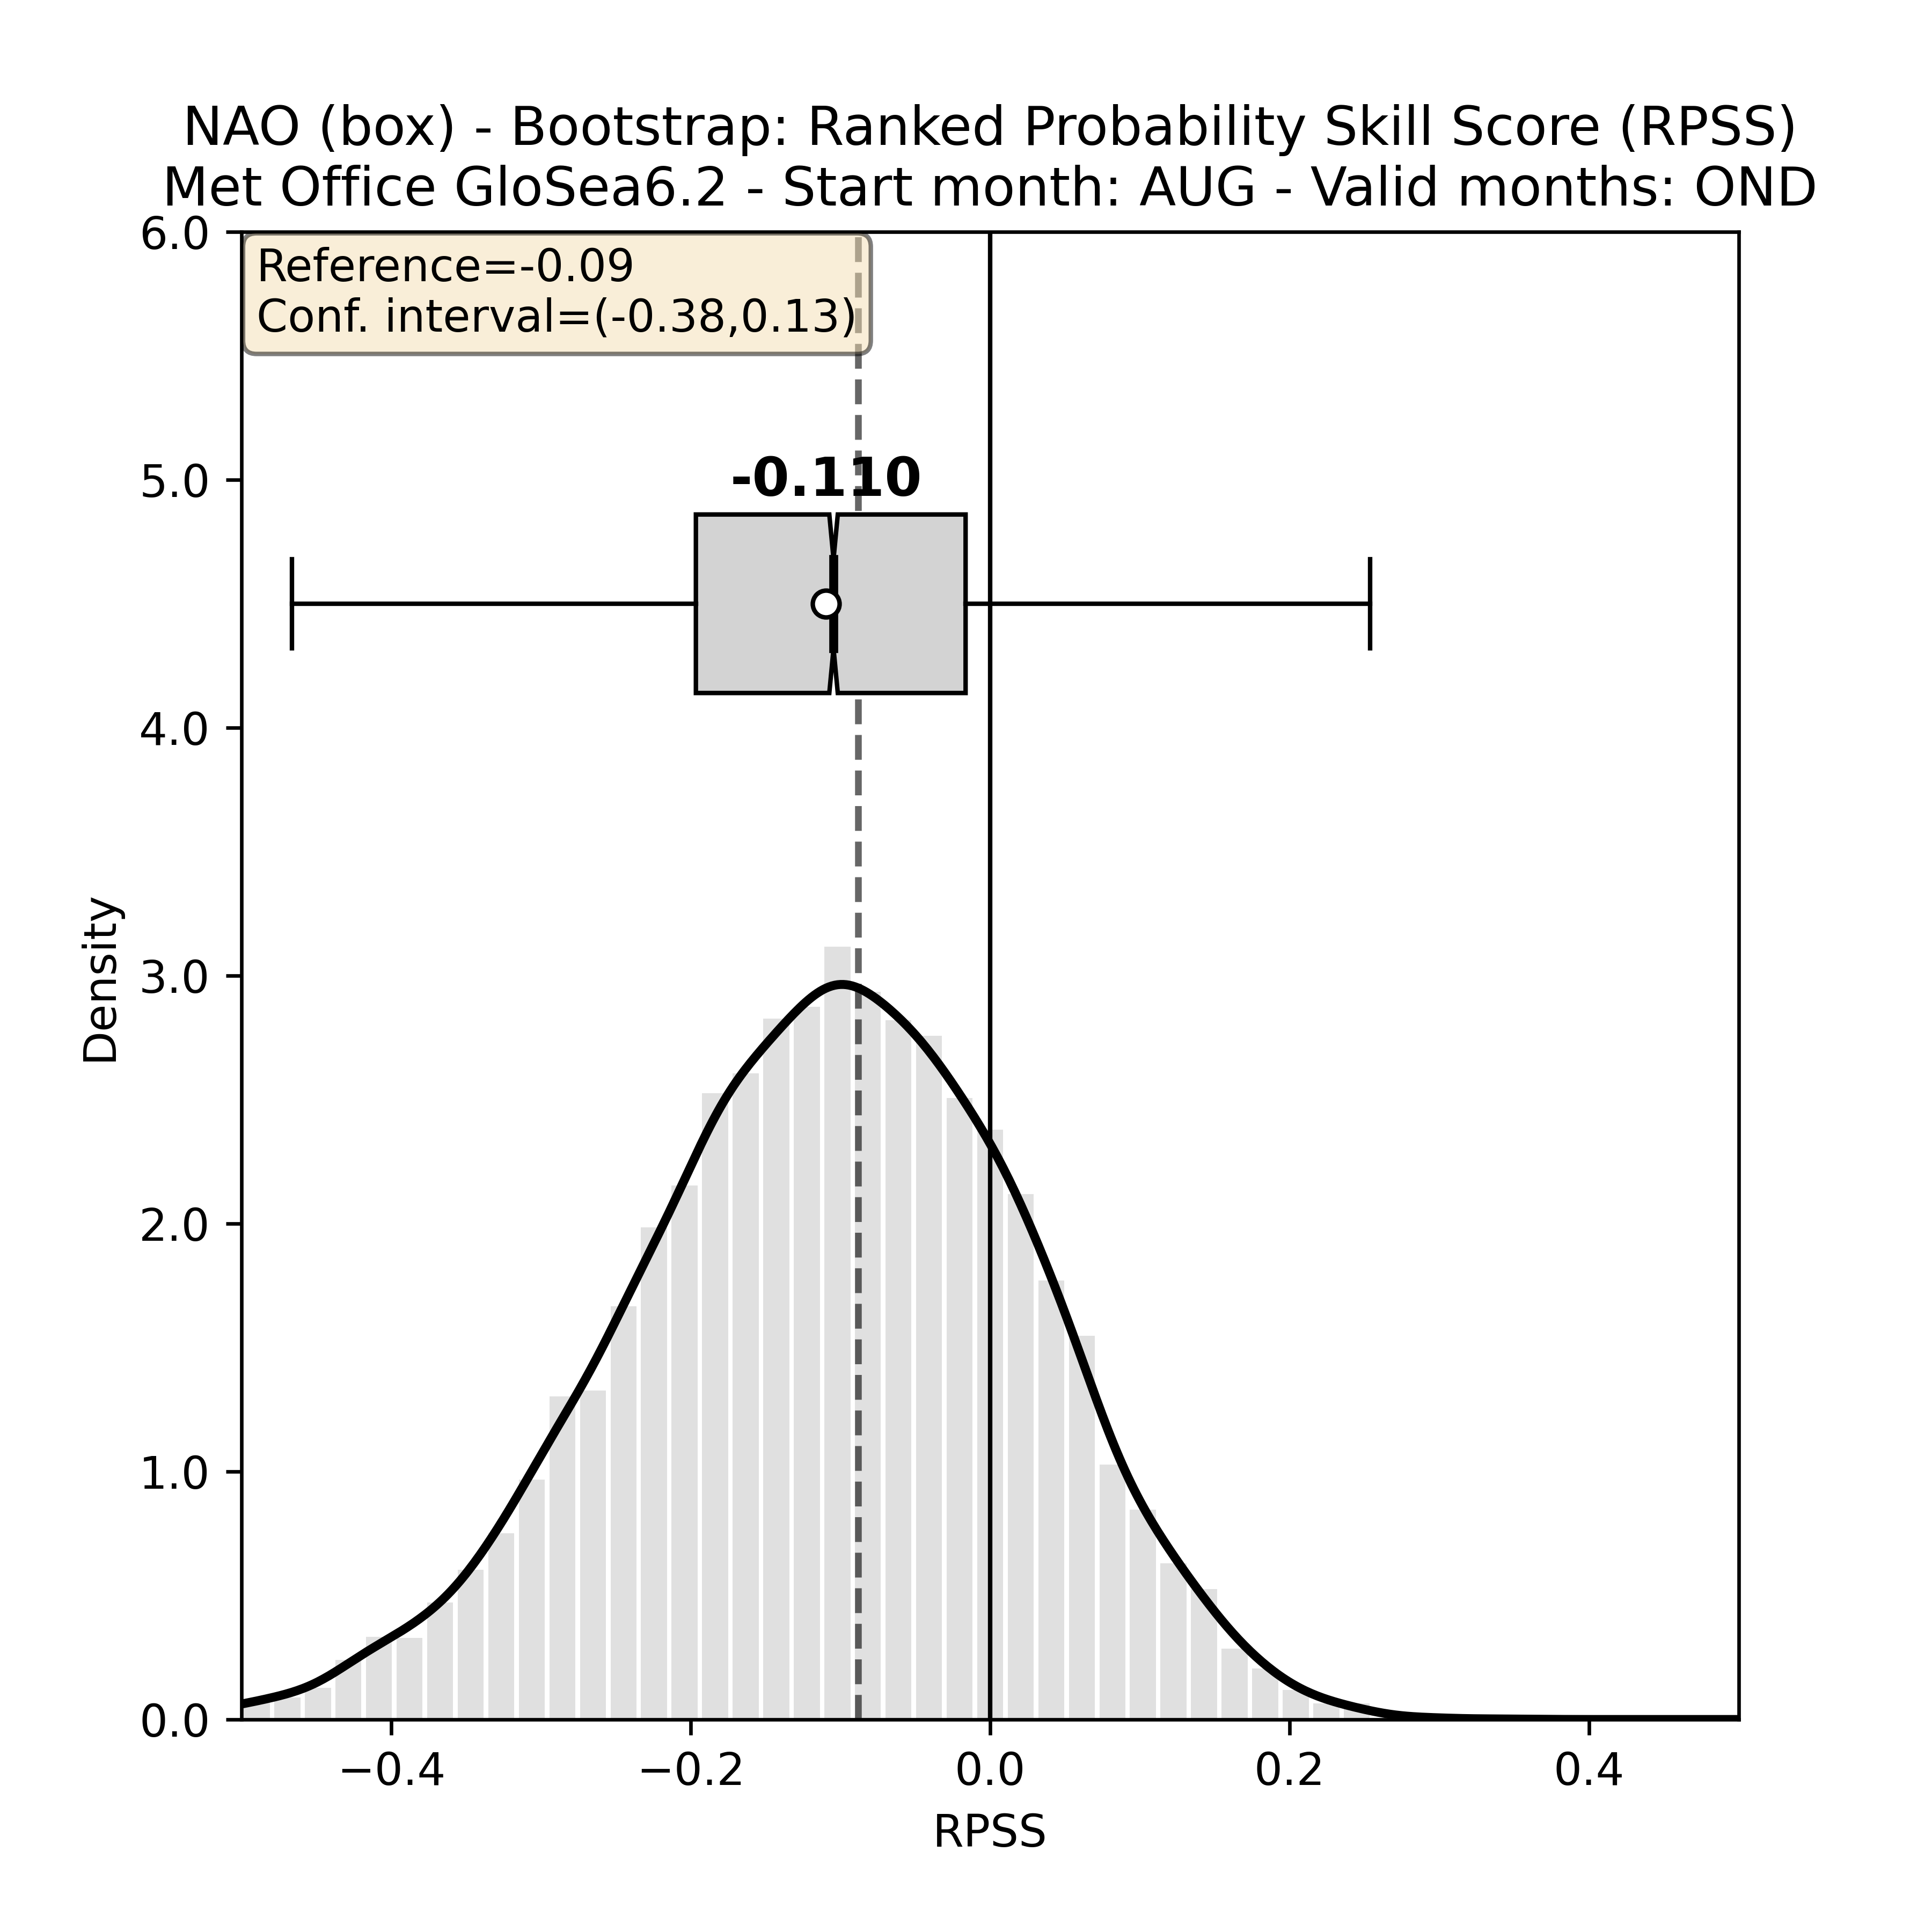 NAO (box) - Bootstrap: Ranked Probability Skill Score (RPSS)
Met Office GloSea6.2 - Start month: AUG - Valid months: OND
Reference=-0.09
Conf. interval=(-0.38,0.13)
-0.110
6.0
5.0
4.0
3.0
2.0
1.0
0.0
Density
−0.4
−0.2
0.0
0.2
0.4
RPSS